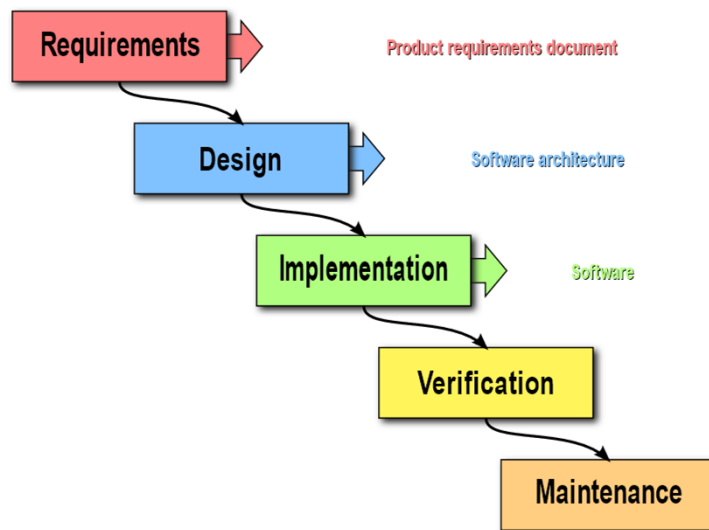 Requirements
Product requirements document
Design
Software architecture
Implementation
Software
Verification
Maintenance